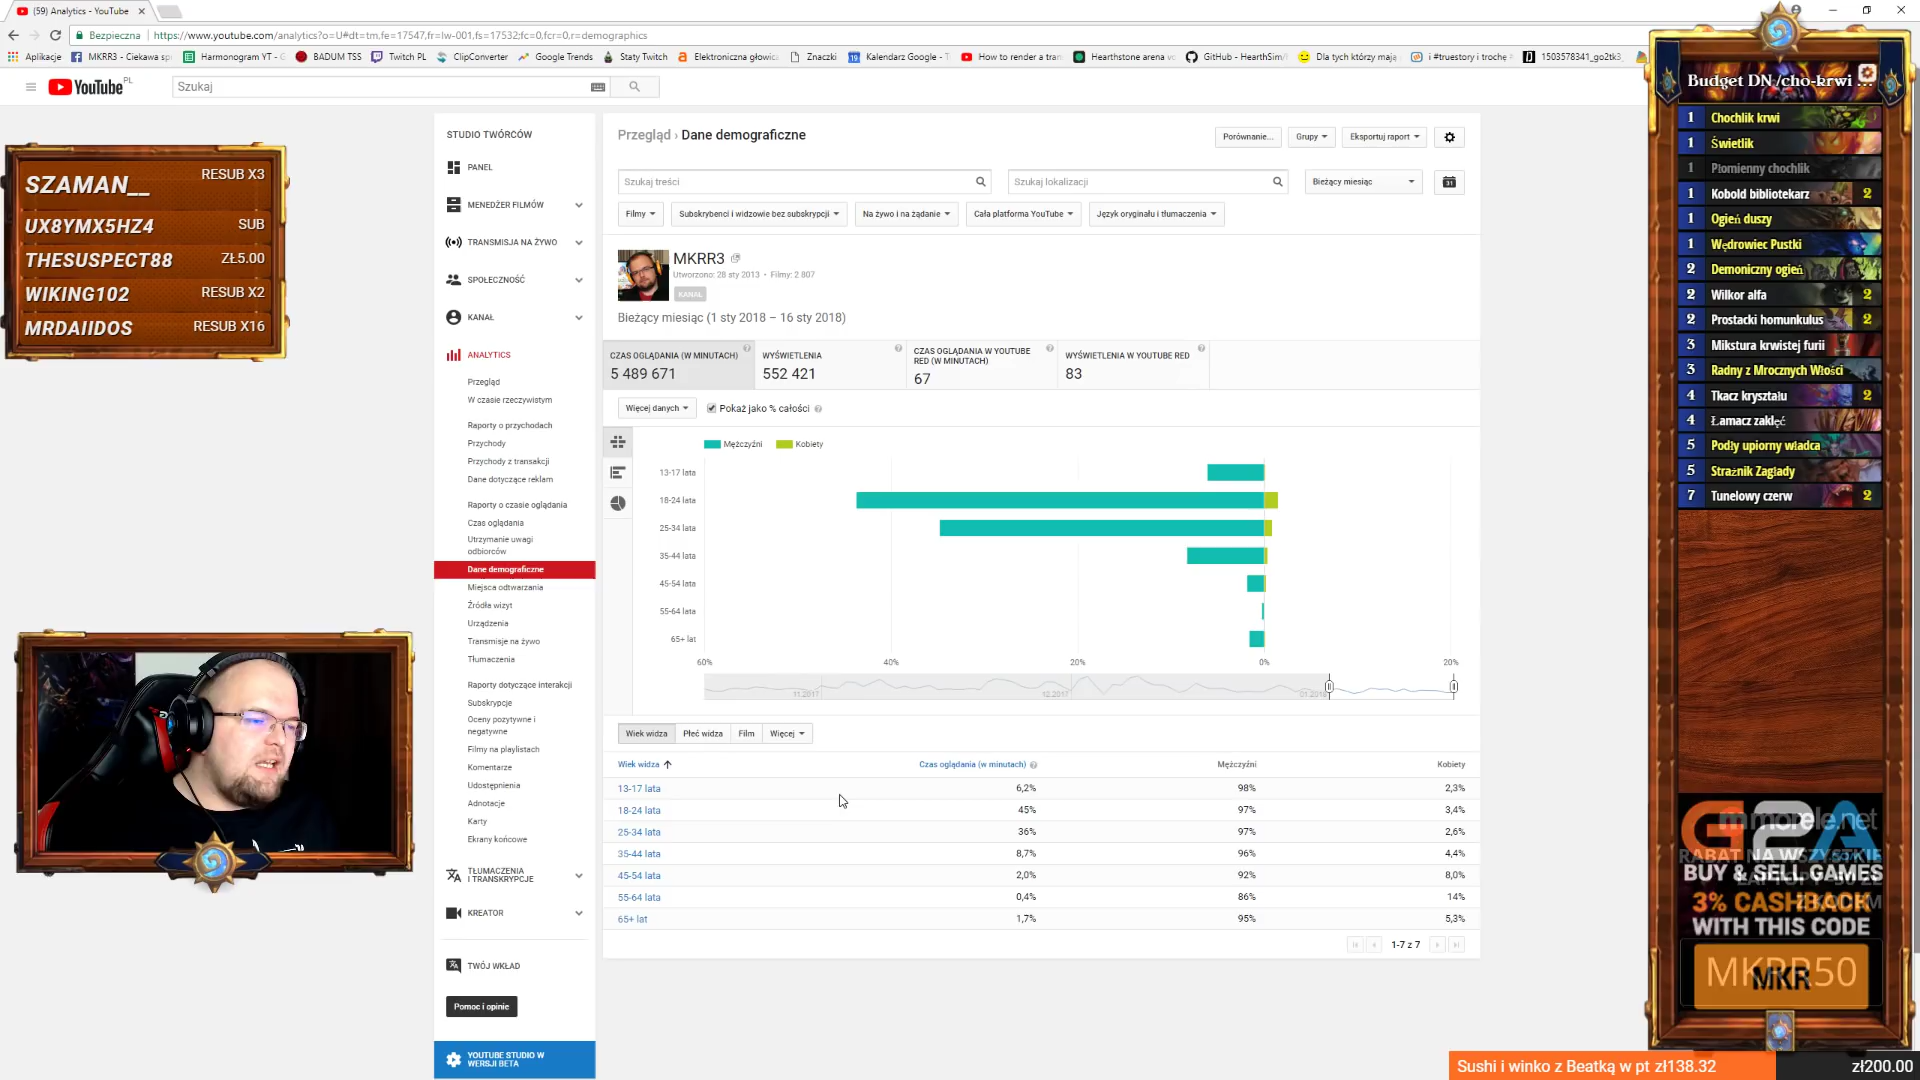 (59) Analytics - YouTube
Bezpieczna
https://www.youtube.com/analytics?o=U#dt=tm,fe=17547,fr=lw-001,fs=17532;fc=0,fcr=0,r=demographics
Aplikacje
MKRR3 - Ciekawa sp
Harmonogram YT - G
BADUM TSS
Twitch PL
ClipConverter
Google Trends
Staty Twitch
Elektroniczna głowic
Znaczki
Kalendarz Google - T
How to render a tran
Hearthstone arena
GitHub - HearthSim/
Dla tych którzy mają
i #truestory i trochę
1503578341_go2tk3
YouTube PL
Szukaj
STUDIO TWÓRCÓW
PANEL
MENEDŻER FILMÓW
TRANSMISJA NA ŻYWO
SPOŁECZNOŚĆ
KANAŁ
ANALYTICS
Przegląd
W czasie rzeczywistym
Raporty o przychodach
Przychody
Przychody z transakcji
Dane dotyczące reklam
Raporty o czasie oglądania
Czas oglądania
Utrzymanie uwagi
odbiorców
Dane demograficzne
Miejsca odtwarzania
Źródła wizyt
Urządzenia
Transmisje na żywo
Tłumaczenia
Raporty dotyczące interakcji
Subskrypcje
Oceny pozytywne i
negatywne
Filmy na playlistach
Komentarze
Udostępnienia
Adnotacje
Karty
Ekrany końcowe
TŁUMACZENIA
I TRANSKRYPCJE
KREATOR
TWÓJ WKŁAD
Pomoc i opinie
YOUTUBE STUDIO W
WERSJI BETA
Przegląd › Dane demograficzne
Porównanie...
Grupy
Eksportuj raport
Szukaj treści
Szukaj lokalizacji
Bieżący miesiąc
Filmy
Subskrybenci i widzowie bez subskrypcji
Na żywo i na żądanie
Cała platforma YouTube
Język oryginału i tłumaczenia
MKRR3
Utworzono: 28 sty 2013 • Filmy: 2 807
KANAŁ
Bieżący miesiąc (1 sty 2018 – 16 sty 2018)
CZAS OGLĄDANIA (W MINUTACH)
5 489 671
WYŚWIETLENIA
552 421
CZAS OGLĄDANIA W YOUTUBE
RED (W MINUTACH)
67
WYŚWIETLENIA W YOUTUBE RED
83
Więcej danych
Pokaż jako % całości
Mężczyźni
Kobiety
13-17 lata
18-24 lata
25-34 lata
35-44 lata
45-54 lata
55-64 lata
65+ lat
60%
40%
20%
0%
20%
11.2017
12.2017
01.2018
Wiek widza
Płeć widza
Film
Więcej
Wiek widza
Czas oglądania (w minutach)
Mężczyźni
Kobiety
13-17 lata 6,2% 98% 2,3%
18-24 lata 45% 97% 3,4%
25-34 lata 36% 97% 2,6%
35-44 lata 8,7% 96% 4,4%
45-54 lata 2,0% 92% 8,0%
55-64 lata 0,4% 86% 14%
65+ lat 1,7% 95% 5,3%
1-7 z 7
SZAMAN__ RESUB X3
UX8YMX5HZ4 SUB
THESUSPECT88 ZŁ5.00
WIKING102 RESUB X2
MRDAIIDOS RESUB X16
Budget DN/cho-krwi ...
1 Chochlik krwi
1 Świetlik
1 Płomienny chochlik
1 Kobold bibliotekarz 2
1 Ogień duszy
1 Wędrowiec Pustki
2 Demoniczny ogień
2 Wilkor alfa 2
2 Prostacki homunkulus 2
3 Mikstura krwistej furii
3 Radny z Mrocznych Włości
4 Tkacz kryształu 2
4 Łamacz zaklęć
5 Podły upiorny władca
5 Strażnik Zagłady
7 Tunelowy czerw 2
G2A
morele.net
RABAT NA WSZYSTKIE
BUY & SELL GAMES
3% CASHBACK
WITH THIS CODE
MKRR50
MKR
Sushi i winko z Beatką w pt zł138.32
zł200.00